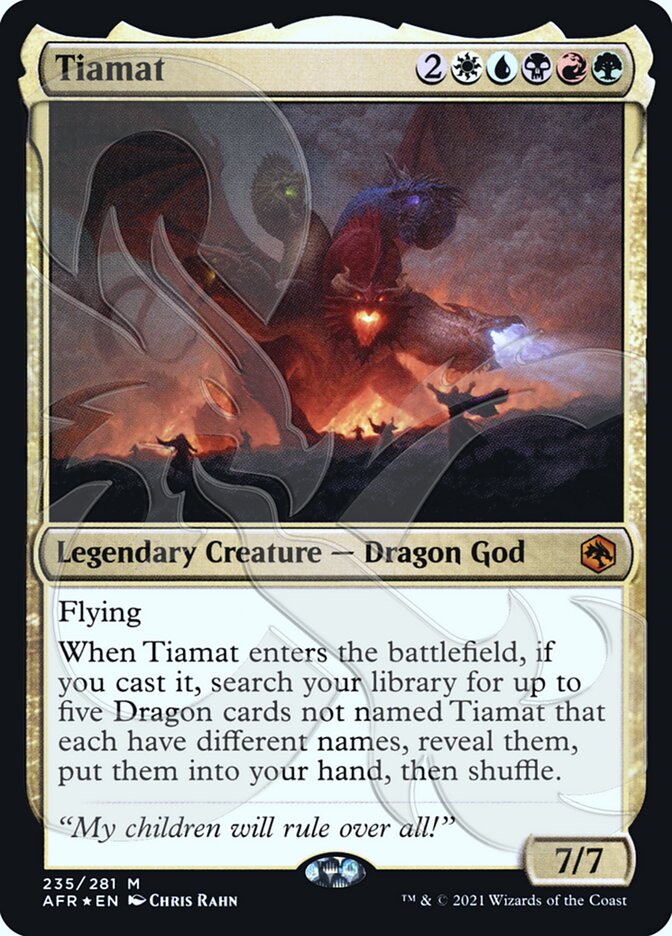 Tiamat
2
Legendary Creature — Dragon God
Flying
When Tiamat enters the battlefield, if
you cast it, search your library for up to
five Dragon cards not named Tiamat that
each have different names, reveal them,
put them into your hand, then shuffle.
“My children will rule over all!”
7/7
235/281 M
AFR★EN Chris Rahn
™ & © 2021 Wizards of the Coast